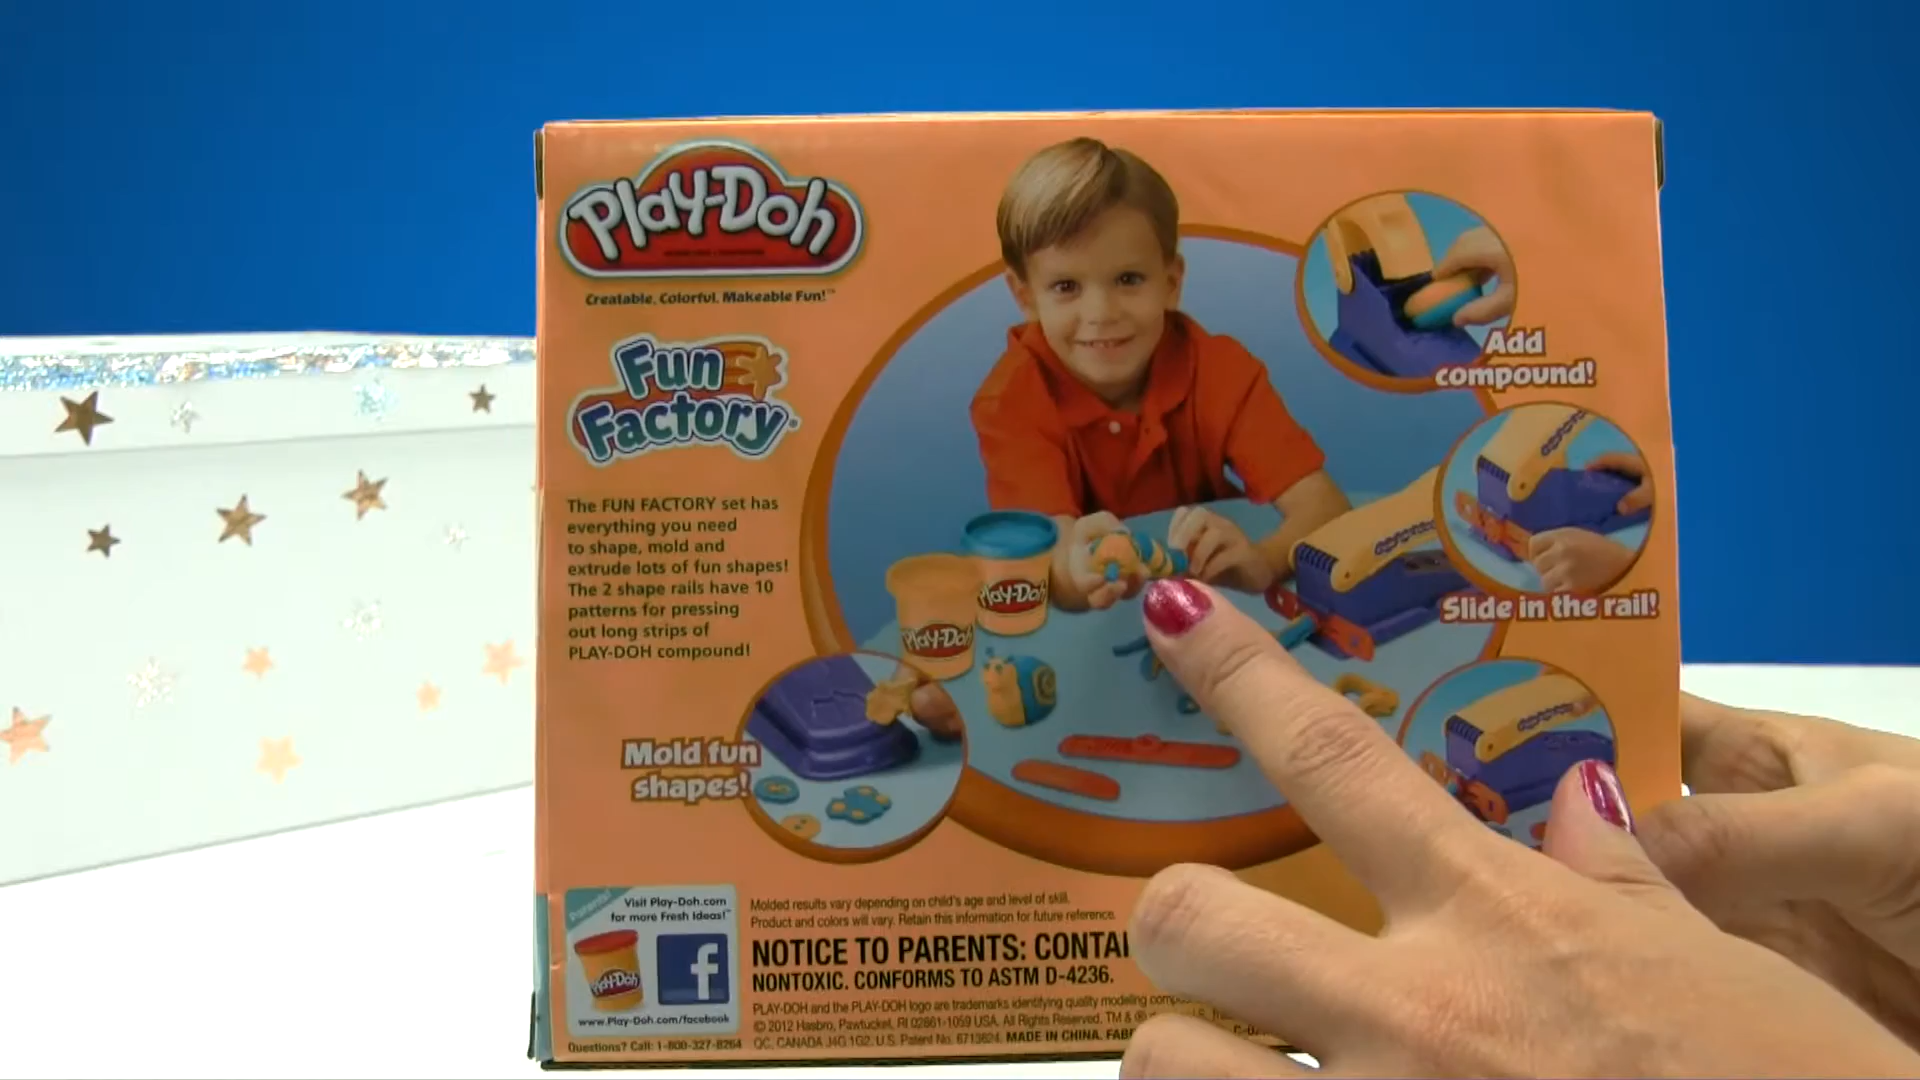 Play-Doh
Creatable, Colorful, Makeable Fun!™
Fun
Factory®
The FUN FACTORY set has
everything you need
to shape, mold and
extrude lots of fun shapes!
The 2 shape rails have 10
patterns for pressing
out long strips of
PLAY-DOH compound!
Add
compound!
Slide in the rail!
Play-Doh
Play-Doh
Mold fun
shapes!
Parents!
Visit Play-Doh.com
for more Fresh Ideas!™
Play-Doh
f
www.Play-Doh.com/facebook
Questions? Call: 1-800-327-8264
Molded results vary depending on child's age and level of skill.
Product and colors will vary. Retain this information for future reference.
NOTICE TO PARENTS: CONTAI
NONTOXIC. CONFORMS TO ASTM D-4236.
PLAY-DOH and the PLAY-DOH logo are trademarks identifying quality modeling
© 2012 Hasbro, Pawtucket, RI 02861-1059 USA. All Rights Reserved. TM & ®
QC, CANADA J4G 1G2. U.S. Patent No. 6713624. MADE IN CHINA.